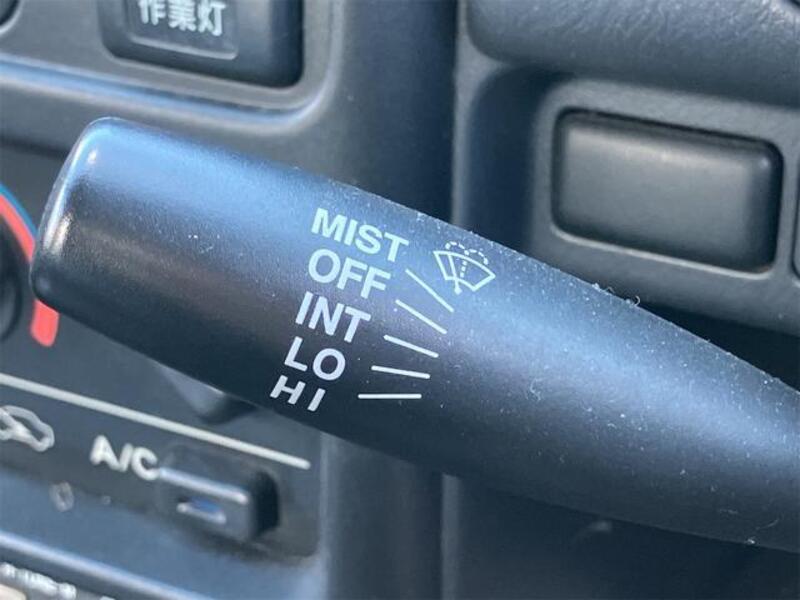 作業灯
MIST
OFF
INT
LO
HI
A/C